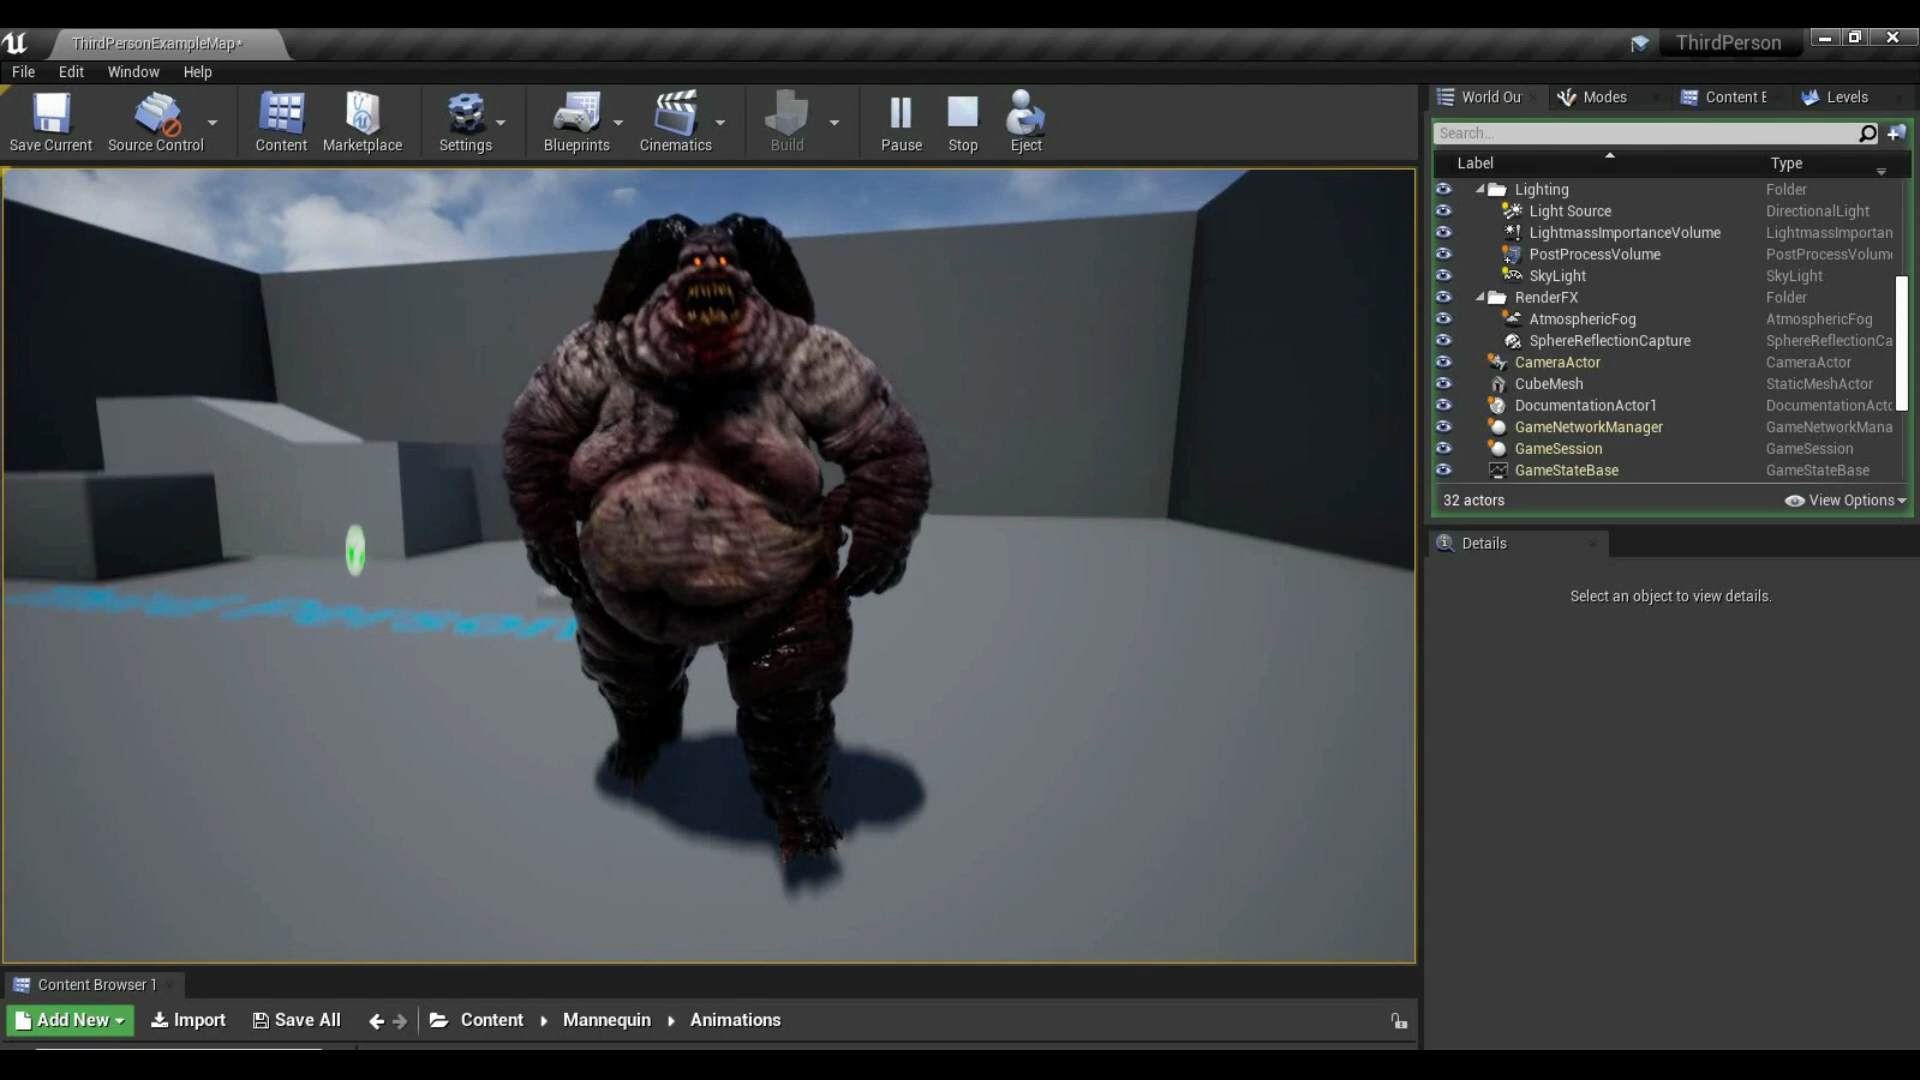 ThirdPersonExampleMap*
ThirdPerson
File Edit Window Help
Save Current Source Control Content Marketplace Settings Blueprints Cinematics Build Pause Stop Eject
World Ou Modes Content E Levels
Search...
Label Type
Lighting Folder
Light Source DirectionalLight
LightmassImportanceVolume LightmassImportan
PostProcessVolume PostProcessVolume
SkyLight SkyLight
RenderFX Folder
AtmosphericFog AtmosphericFog
SphereReflectionCapture SphereReflectionCa
CameraActor CameraActor
CubeMesh StaticMeshActor
DocumentationActor1 DocumentationActo
GameNetworkManager GameNetworkMana
GameSession GameSession
GameStateBase GameStateBase
32 actors View Options
Details
Select an object to view details.
Content Browser 1
Add New Import Save All Content Mannequin Animations